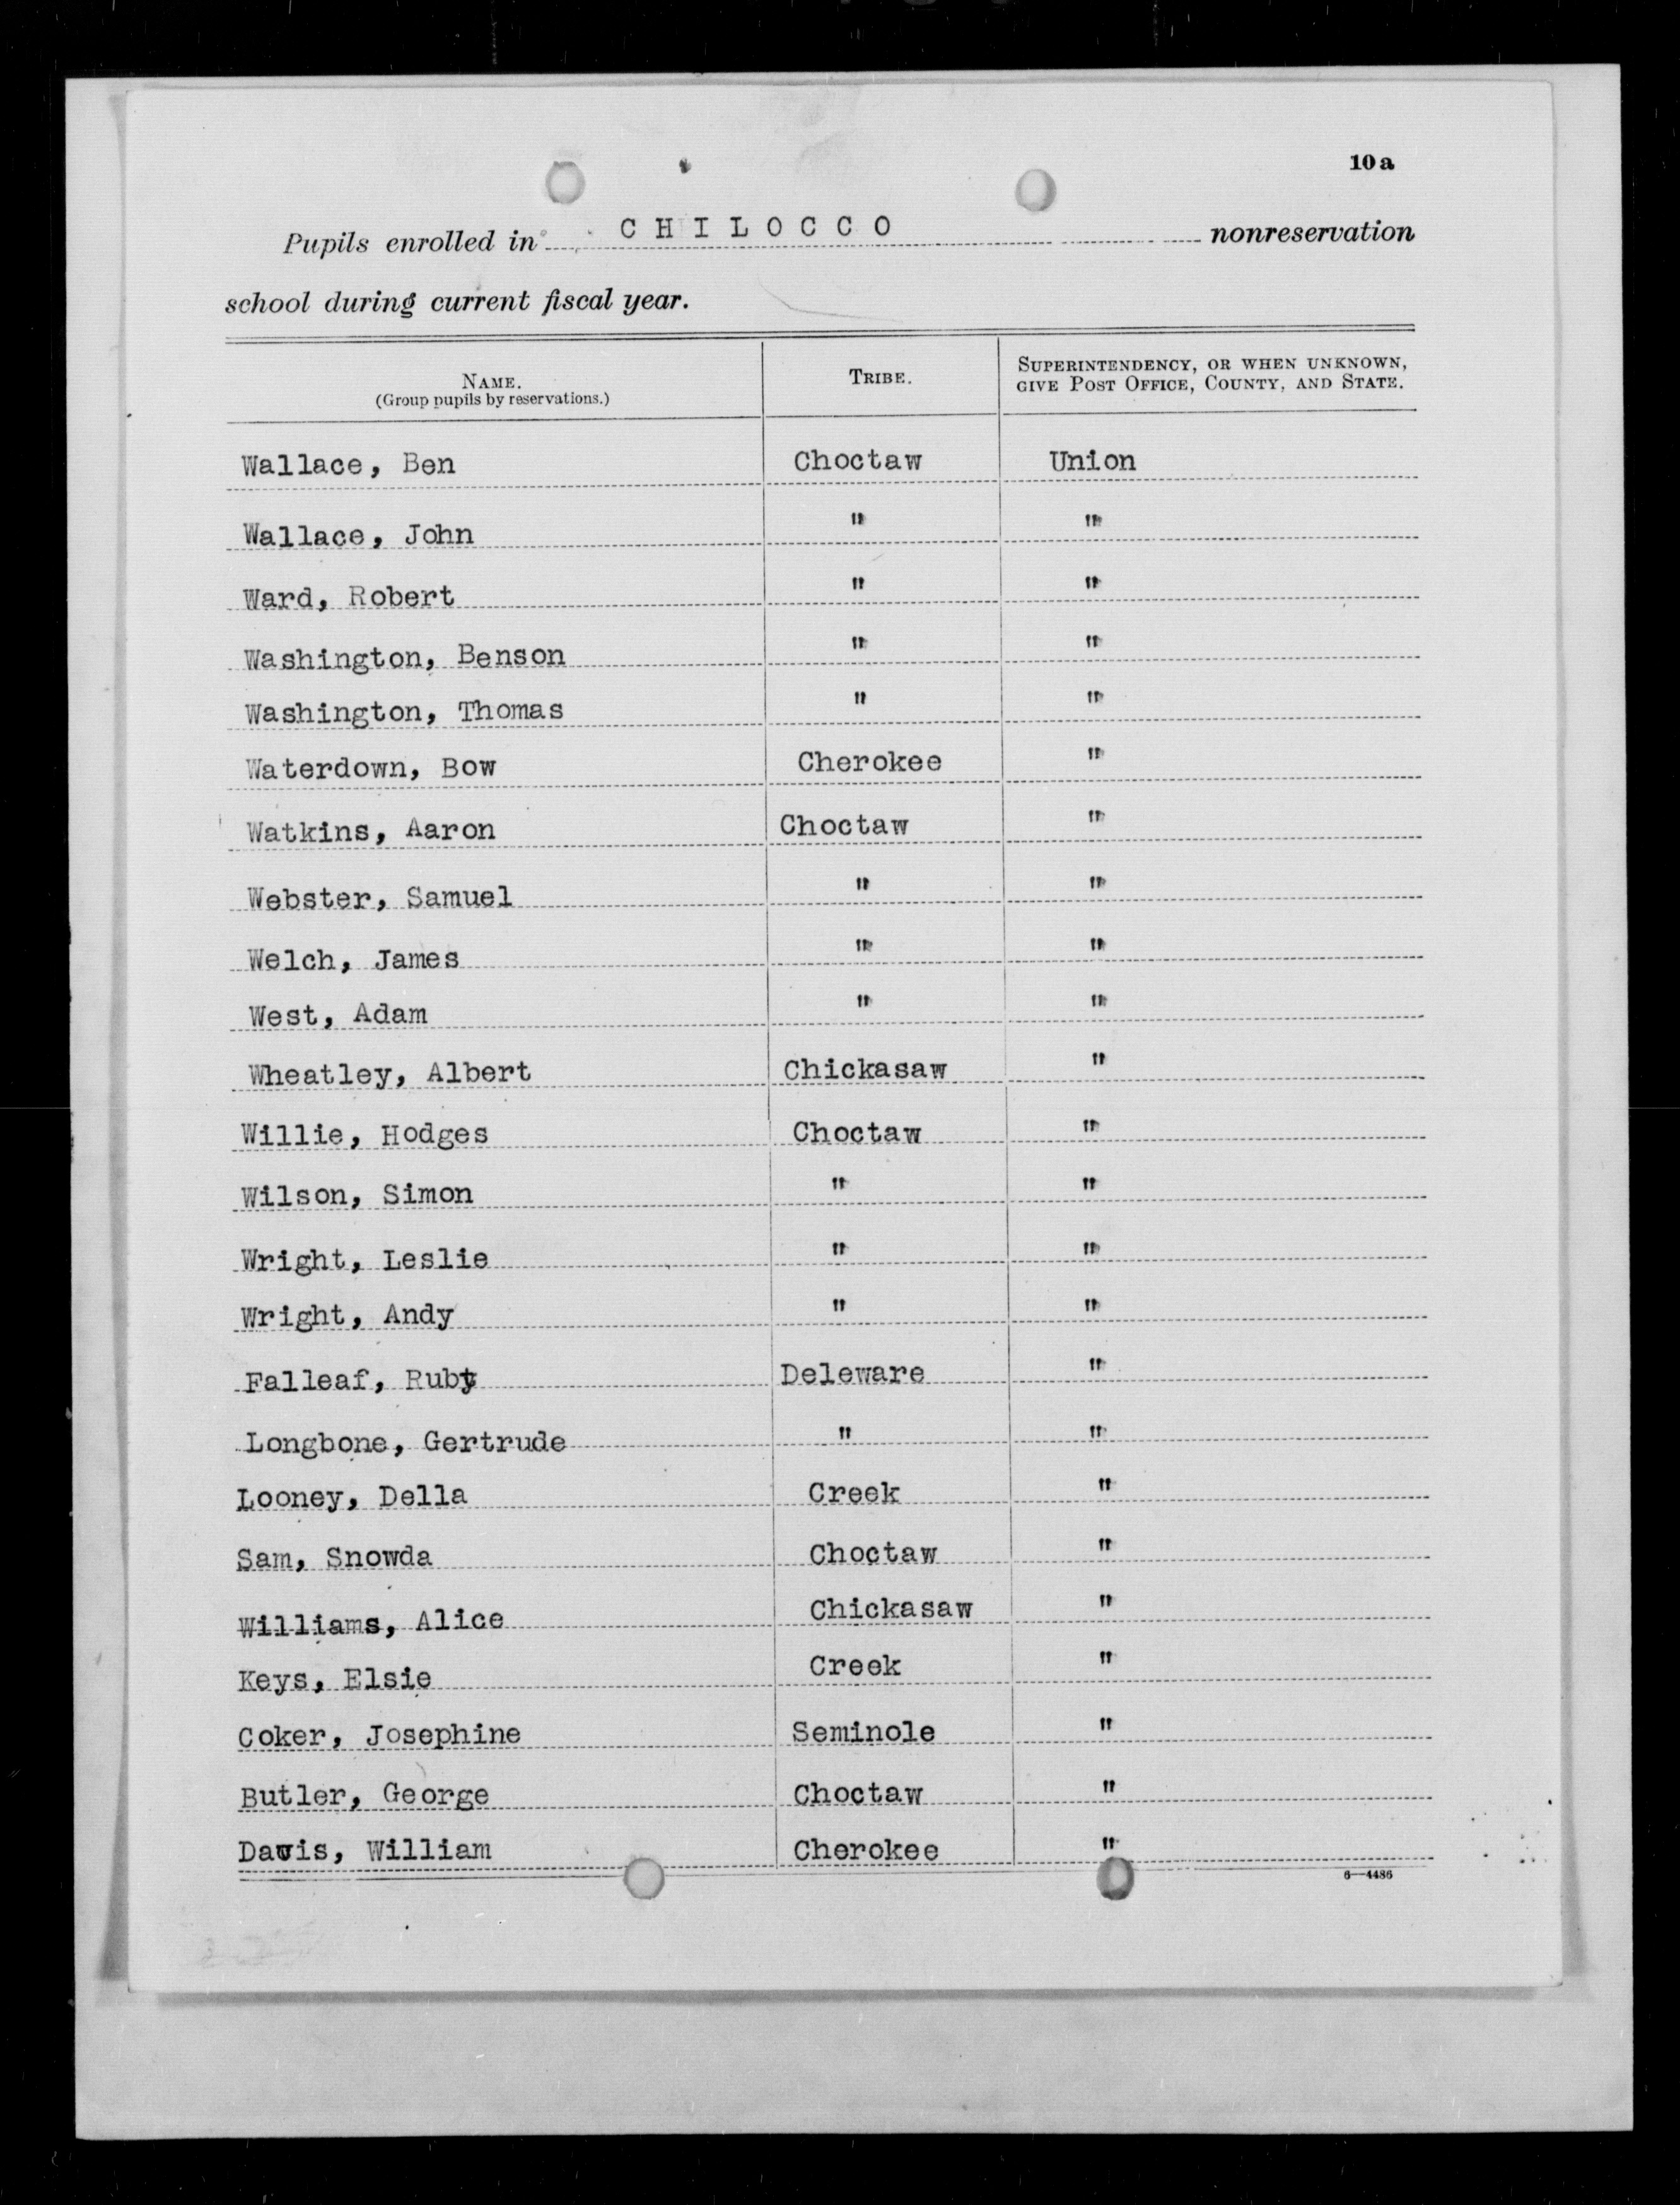 10a
Pupils enrolled in CHILOCCO nonreservation
school during current fiscal year.
NAME. (Group pupils by reservations.) TRIBE. SUPERINTENDENCY, OR WHEN UNKNOWN, GIVE POST OFFICE, COUNTY, AND STATE.
Wallace, Ben Choctaw Union
Wallace, John " "
Ward, Robert " "
Washington, Benson " "
Washington, Thomas " "
Waterdown, Bow Cherokee "
Watkins, Aaron Choctaw "
Webster, Samuel " "
Welch, James " "
West, Adam " "
Wheatley, Albert Chickasaw "
Willie, Hodges Choctaw "
Wilson, Simon " "
Wright, Leslie " "
Wright, Andy " "
Falleaf, Ruby Deleware "
Longbone, Gertrude " "
Looney, Della Creek "
Sam, Snowda Choctaw "
Williams, Alice Chickasaw "
Keys, Elsie Creek "
Coker, Josephine Seminole "
Butler, George Choctaw "
Davis, William Cherokee "
6—4486